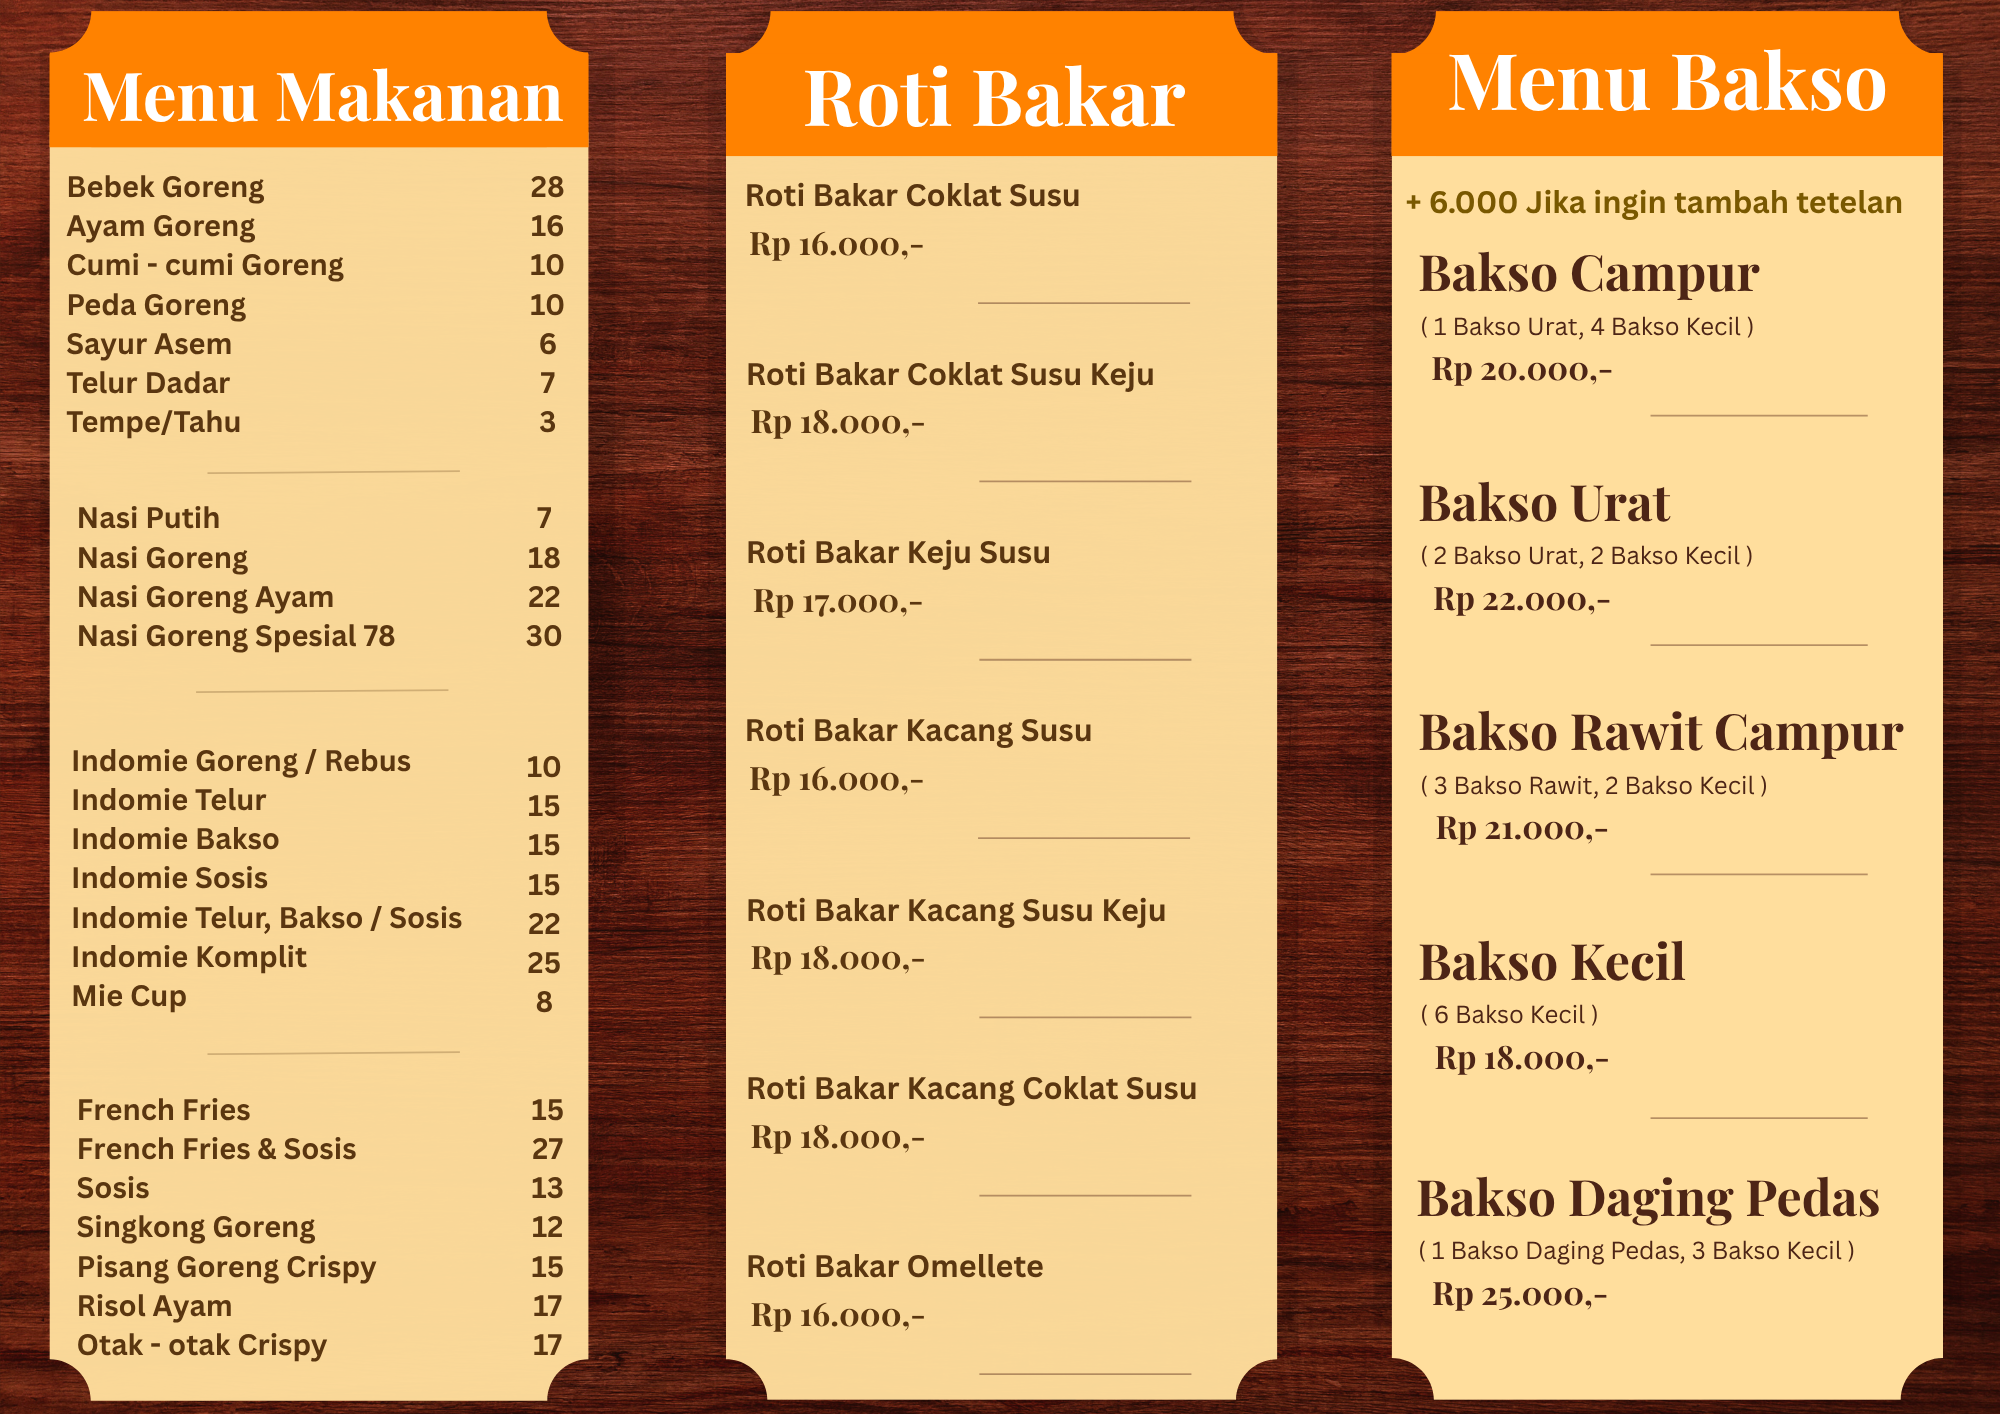 Menu Makanan
Bebek Goreng 28
Ayam Goreng 16
Cumi - cumi Goreng 10
Peda Goreng 10
Sayur Asem 6
Telur Dadar 7
Tempe/Tahu 3
Nasi Putih 7
Nasi Goreng 18
Nasi Goreng Ayam 22
Nasi Goreng Spesial 78 30
Indomie Goreng / Rebus 10
Indomie Telur 15
Indomie Bakso 15
Indomie Sosis 15
Indomie Telur, Bakso / Sosis 22
Indomie Komplit 25
Mie Cup 8
French Fries 15
French Fries & Sosis 27
Sosis 13
Singkong Goreng 12
Pisang Goreng Crispy 15
Risol Ayam 17
Otak - otak Crispy 17
Roti Bakar
Roti Bakar Coklat Susu
Rp 16.000,-
Roti Bakar Coklat Susu Keju
Rp 18.000,-
Roti Bakar Keju Susu
Rp 17.000,-
Roti Bakar Kacang Susu
Rp 16.000,-
Roti Bakar Kacang Susu Keju
Rp 18.000,-
Roti Bakar Kacang Coklat Susu
Rp 18.000,-
Roti Bakar Omellete
Rp 16.000,-
Menu Bakso
+ 6.000 Jika ingin tambah tetelan
Bakso Campur
( 1 Bakso Urat, 4 Bakso Kecil )
Rp 20.000,-
Bakso Urat
( 2 Bakso Urat, 2 Bakso Kecil )
Rp 22.000,-
Bakso Rawit Campur
( 3 Bakso Rawit, 2 Bakso Kecil )
Rp 21.000,-
Bakso Kecil
( 6 Bakso Kecil )
Rp 18.000,-
Bakso Daging Pedas
( 1 Bakso Daging Pedas, 3 Bakso Kecil )
Rp 25.000,-